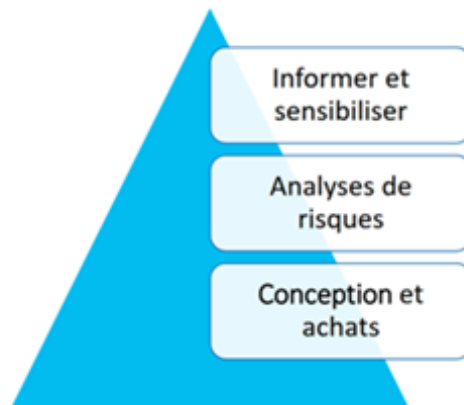 Informer et
sensibiliser
Analyses de
risques
Conception et
achats